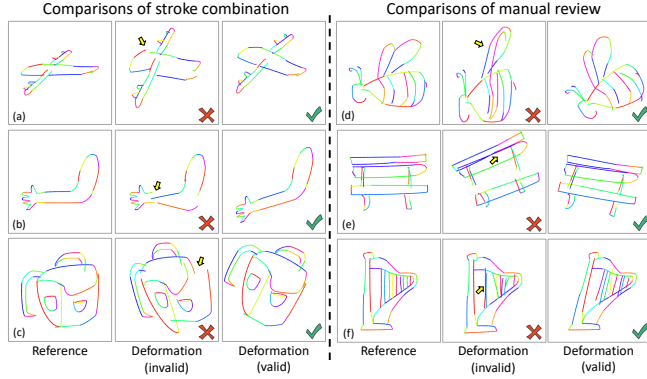 Comparisons of stroke combination
Comparisons of manual review
(a)
(d)
(b)
(e)
(c)
(f)
Reference
Deformation
(invalid)
Deformation
(valid)
Reference
Deformation
(invalid)
Deformation
(valid)